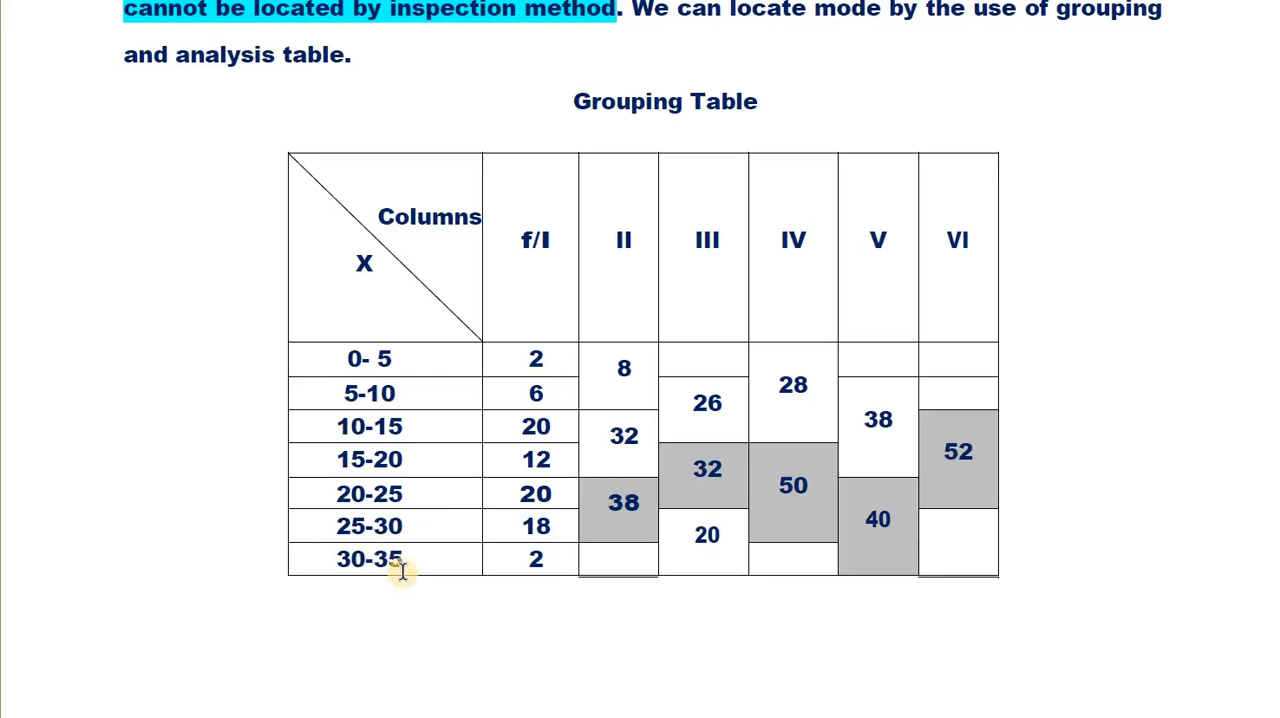 cannot be located by inspection method. We can locate mode by the use of grouping
and analysis table.
Grouping Table
Columns
X
f/I II III IV V VI
0- 5 2 8 28
5-10 6 26 38
10-15 20 32 52
15-20 12 32 50
20-25 20 38 40
25-30 18 20
30-35 2